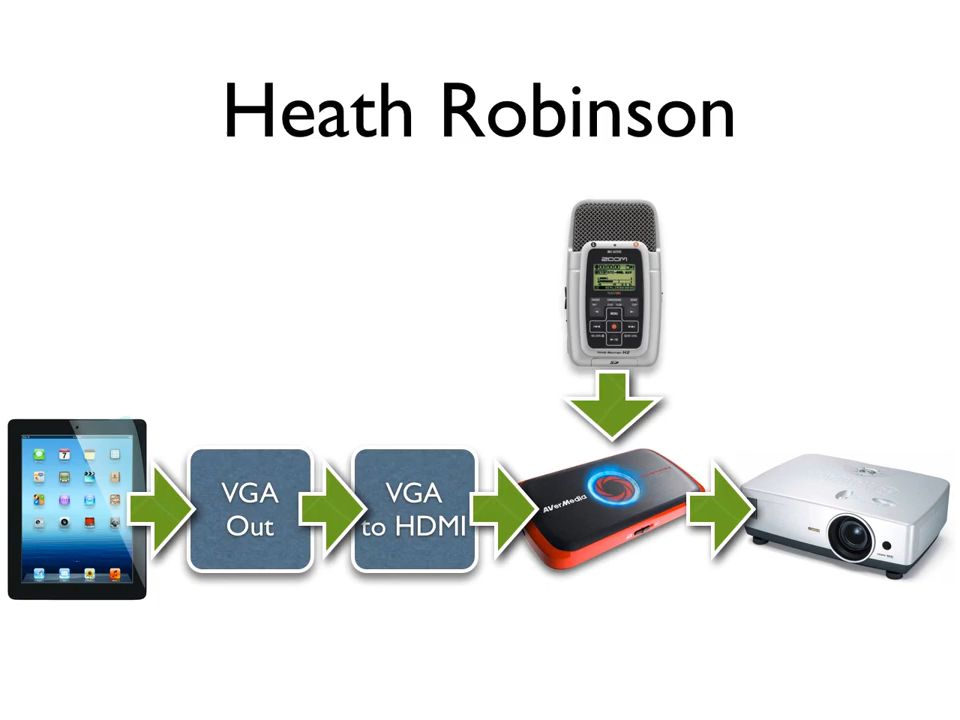 Heath Robinson
ZOOM
VGA
Out
VGA
to HDMI
AVerMedia